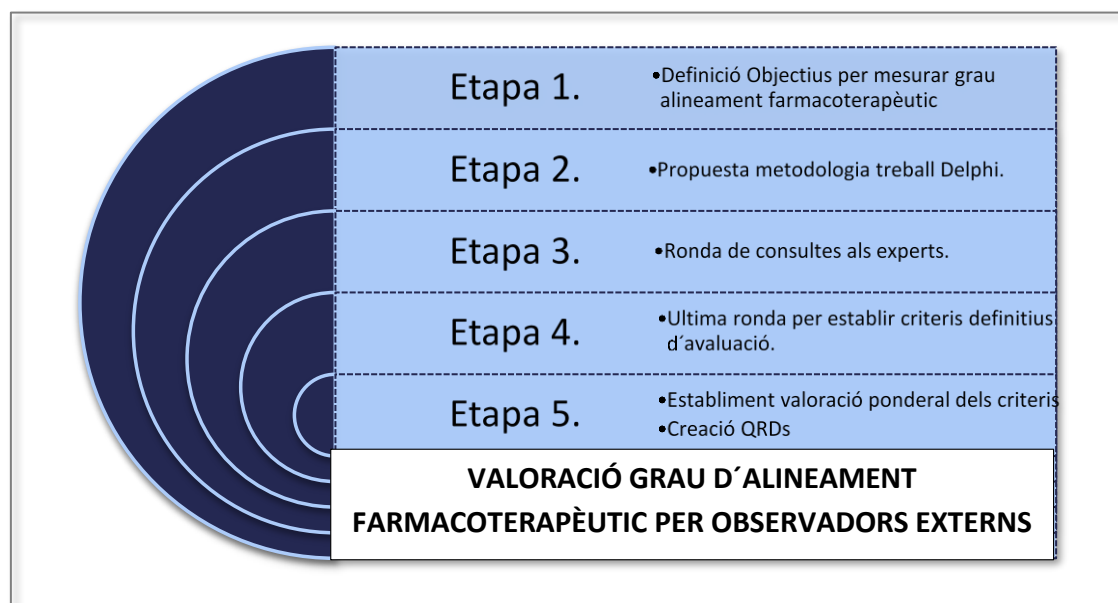 Etapa 1.
•Definició Objectius per mesurar grau
alineament farmacoterapèutic
Etapa 2.
•Propuesta metodologia treball Delphi.
Etapa 3.
•Ronda de consultes als experts.
Etapa 4.
•Ultima ronda per establir criteris definitius
d´avaluació.
Etapa 5.
•Establiment valoració ponderal dels criteris
•Creació QRDs
VALORACIÓ GRAU D´ALINEAMENT
FARMACOTERAPÈUTIC PER OBSERVADORS EXTERNS